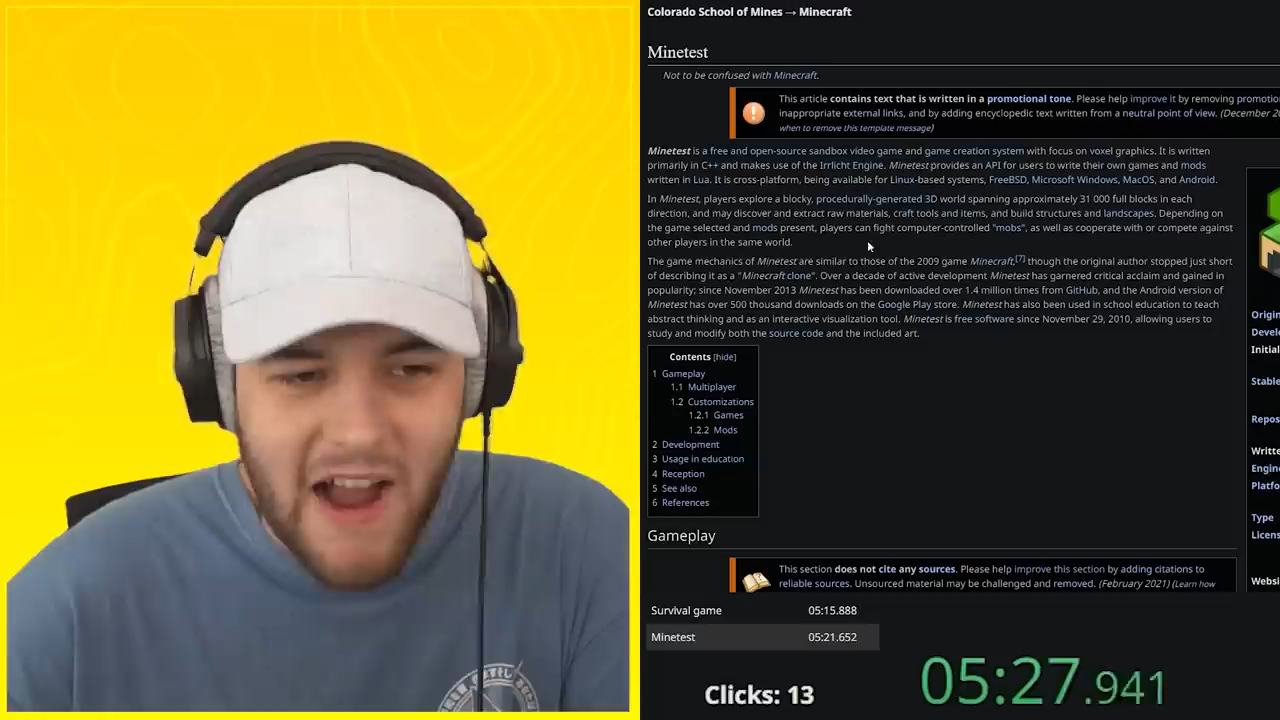 Colorado School of Mines → Minecraft
Minetest
Not to be confused with Minecraft.
This article contains text that is written in a promotional tone. Please help improve it by removing promotio
inappropriate external links, and by adding encyclopedic text written from a neutral point of view. (December 20
when to remove this template message)
Minetest is a free and open-source sandbox video game and game creation system with focus on voxel graphics. It is written
primarily in C++ and makes use of the Irrlicht Engine. Minetest provides an API for users to write their own games and mods
written in Lua. It is cross-platform, being available for Linux-based systems, FreeBSD, Microsoft Windows, MacOS, and Android.
In Minetest, players explore a blocky, procedurally-generated 3D world spanning approximately 31 000 full blocks in each
direction, and may discover and extract raw materials, craft tools and items, and build structures and landscapes. Depending on
the game selected and mods present, players can fight computer-controlled "mobs", as well as cooperate with or compete against
other players in the same world.
The game mechanics of Minetest are similar to those of the 2009 game Minecraft,[7] though the original author stopped just short
of describing it as a "Minecraft clone". Over a decade of active development Minetest has garnered critical acclaim and gained in
popularity; since November 2013 Minetest has been downloaded over 1.4 million times from GitHub, and the Android version of
Minetest has over 500 thousand downloads on the Google Play store. Minetest has also been used in school education to teach
abstract thinking and as an interactive visualization tool. Minetest is free software since November 29, 2010, allowing users to
study and modify both the source code and the included art.
Contents [hide]
1 Gameplay
1.1 Multiplayer
1.2 Customizations
1.2.1 Games
1.2.2 Mods
2 Development
3 Usage in education
4 Reception
5 See also
6 References
Origin
Develo
Initial
Stable
Repos
Writte
Engine
Platfo
Type
Licens
Websi
Gameplay
This section does not cite any sources. Please help improve this section by adding citations to
reliable sources. Unsourced material may be challenged and removed. (February 2021) (Learn how
Survival game 05:15.888
Minetest 05:21.652
Clicks: 13
05:27.941